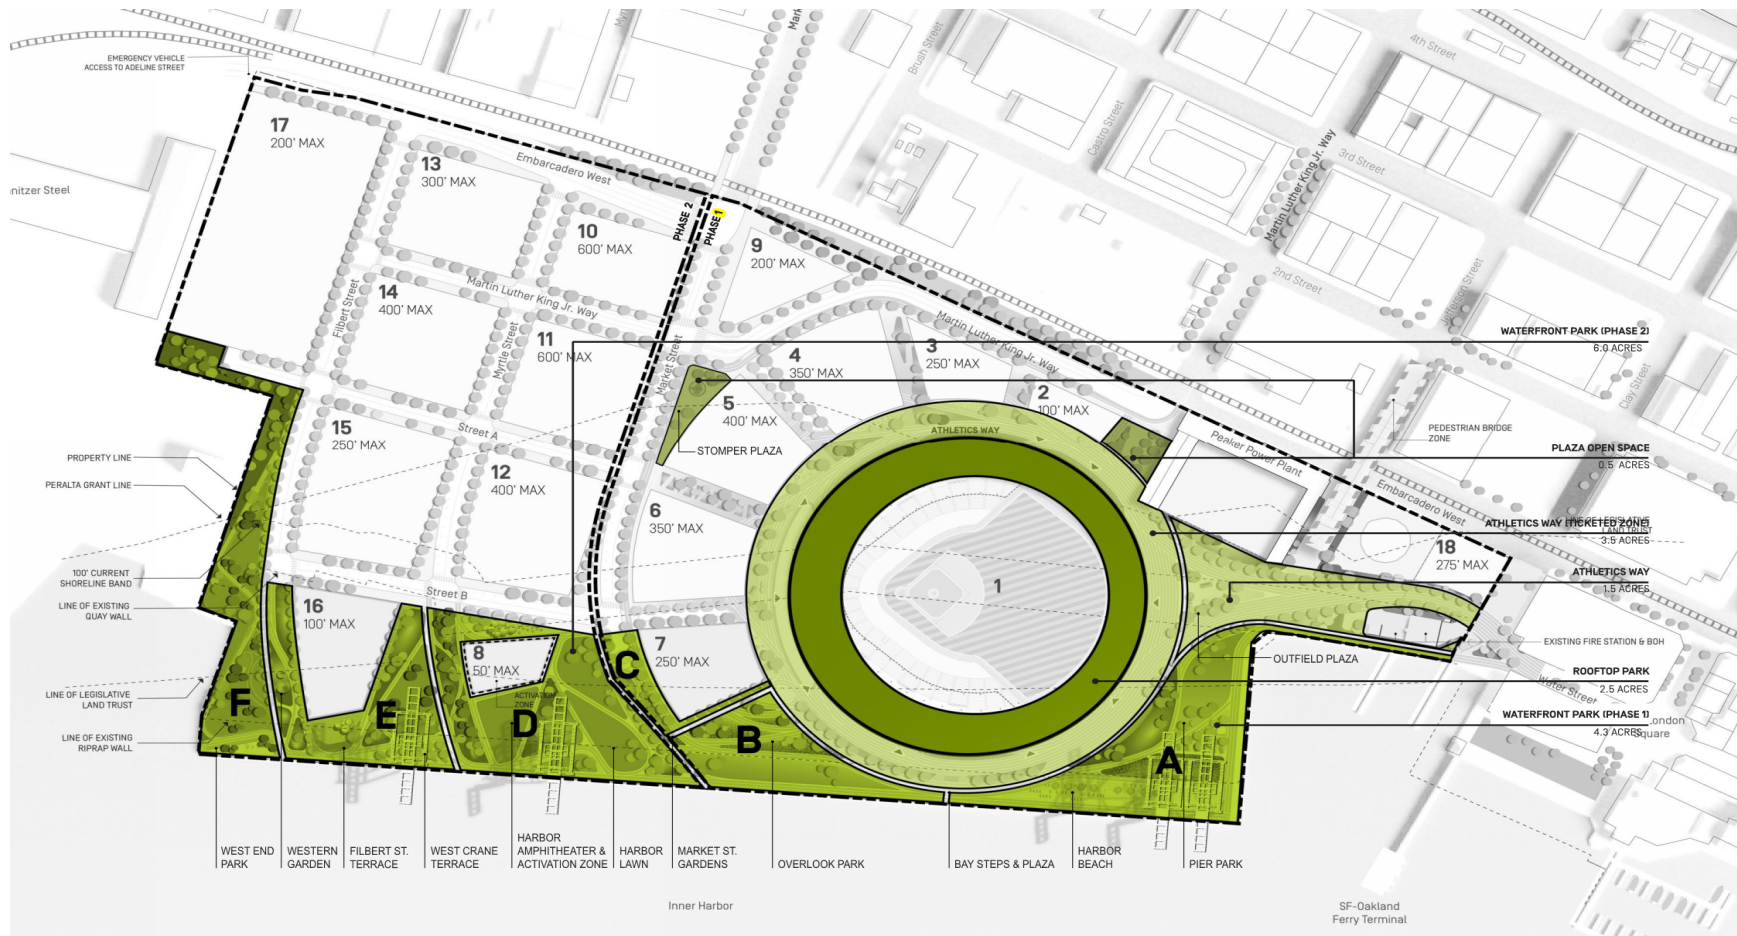 EMERGENCY VEHICLE
ACCESS TO ADELINE STREET
Brush Street
4th Street
Castro Street
Martin Luther King Jr. Way
3rd Street
2nd Street
Jefferson Street
Clay Street
nitzer Steel
17
200' MAX
13
300' MAX
Embarcadero West
10
600' MAX
PHASE 2
PHASE 1
9
200' MAX
14
400' MAX
Filbert Street
Martin Luther King Jr. Way
11
600' MAX
Myrtle Street
Market Street
4
350' MAX
3
250' MAX
Martin Luther King Jr. Way
2
100' MAX
5
400' MAX
STOMPER PLAZA
ATHLETICS WAY
Peaker Power Plant
PEDESTRIAN BRIDGE
ZONE
Embarcadero West
WATERFRONT PARK (PHASE 2)
6.0 ACRES
PLAZA OPEN SPACE
0.5 ACRES
ATHLETICS WAY (TICKETED ZONE)
3.5 ACRES
LAND TRUST
18
275' MAX
ATHLETICS WAY
1.5 ACRES
EXISTING FIRE STATION & BOH
OUTFIELD PLAZA
ROOFTOP PARK
2.5 ACRES
Water Street
WATERFRONT PARK (PHASE 1)
4.3 ACRES
London
Square
15
250' MAX
Street A
12
400' MAX
6
350' MAX
1
PROPERTY LINE
PERALTA GRANT LINE
100' CURRENT
SHORELINE BAND
LINE OF EXISTING
QUAY WALL
LINE OF LEGISLATIVE
LAND TRUST
LINE OF EXISTING
RIPRAP WALL
Street B
16
100' MAX
8
50' MAX
ACTIVATION
ZONE
7
250' MAX
F
E
D
C
B
A
WEST END
PARK
WESTERN
GARDEN
FILBERT ST.
TERRACE
WEST CRANE
TERRACE
HARBOR
AMPHITHEATER &
ACTIVATION ZONE
HARBOR
LAWN
MARKET ST.
GARDENS
OVERLOOK PARK
BAY STEPS & PLAZA
HARBOR
BEACH
PIER PARK
Inner Harbor
SF-Oakland
Ferry Terminal